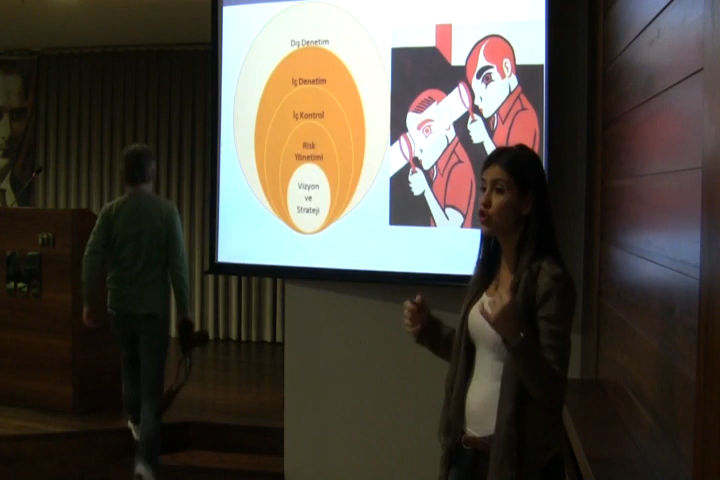 Dış Denetim
İç Denetim
İç Kontrol
Risk
Yönetimi
Vizyon
ve
Strateji